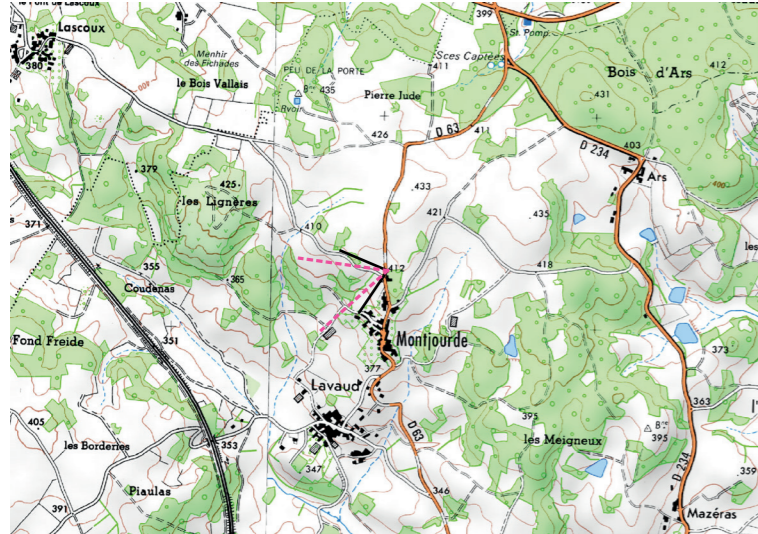 le Pont de Lascoux
399
St. Pomp.
Lascoux
380
Menhir
des Fichades
Sces Captées
PEU DE LA PORTE
411
Bois d'Ars
412
le Bois Vallais
435
Rvoir
Pierre Jude
431
400
426
D 63
411
403
D 234
Ars
400
379
425
433
les Lignères
421
435
371
410
les
355
412
418
365
Coudenas
Fond Freide
351
Montjourde
373
377
Lavaud
363
405
395
les Borderies
353
D 63
les Meigneux
395
347
D 234
359
Piaulas
346
391
Mazéras